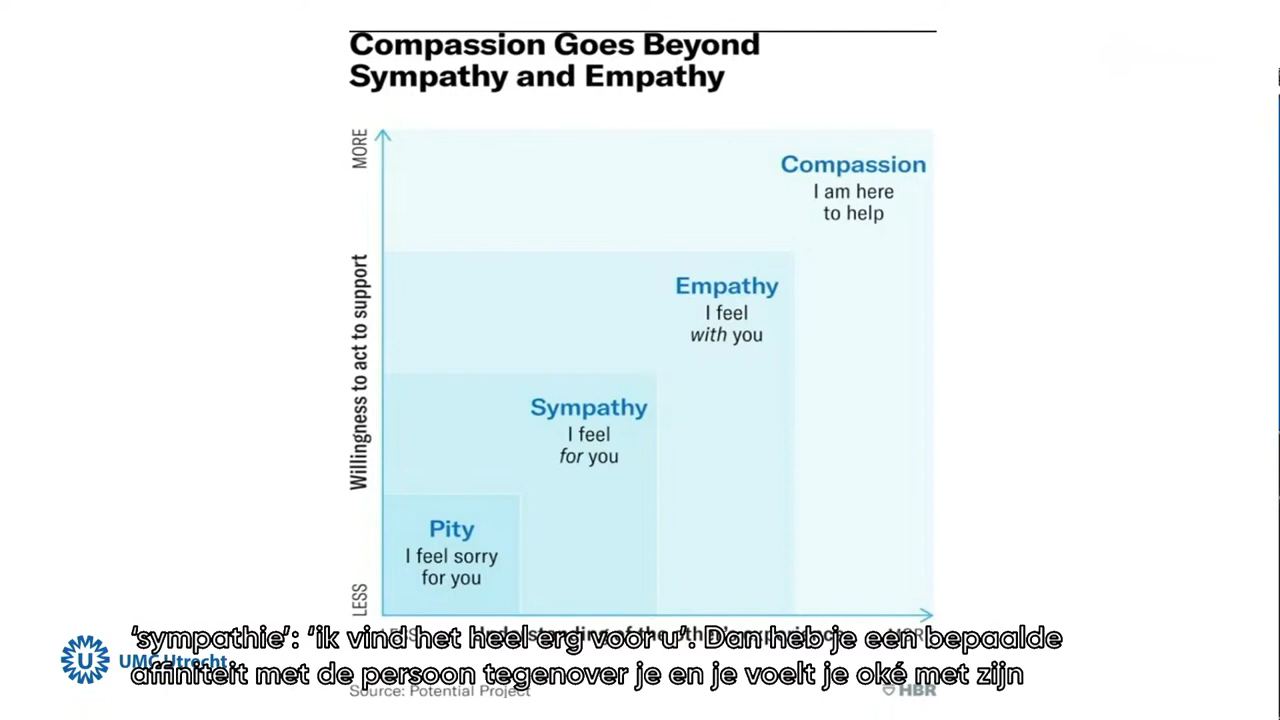 Compassion Goes Beyond
Sympathy and Empathy
MORE
Compassion
I am here
to help
Willingness to act to support
Empathy
I feel
with you
Sympathy
I feel
for you
Pity
I feel sorry
for you
LESS
‘sympathie’: ‘ik vind het heel erg voor u’. Dan heb je een bepaalde
affiniteit met de persoon tegenover je en je voelt je oké met zijn
UMC Utrecht
Source: Potential Project
HBR